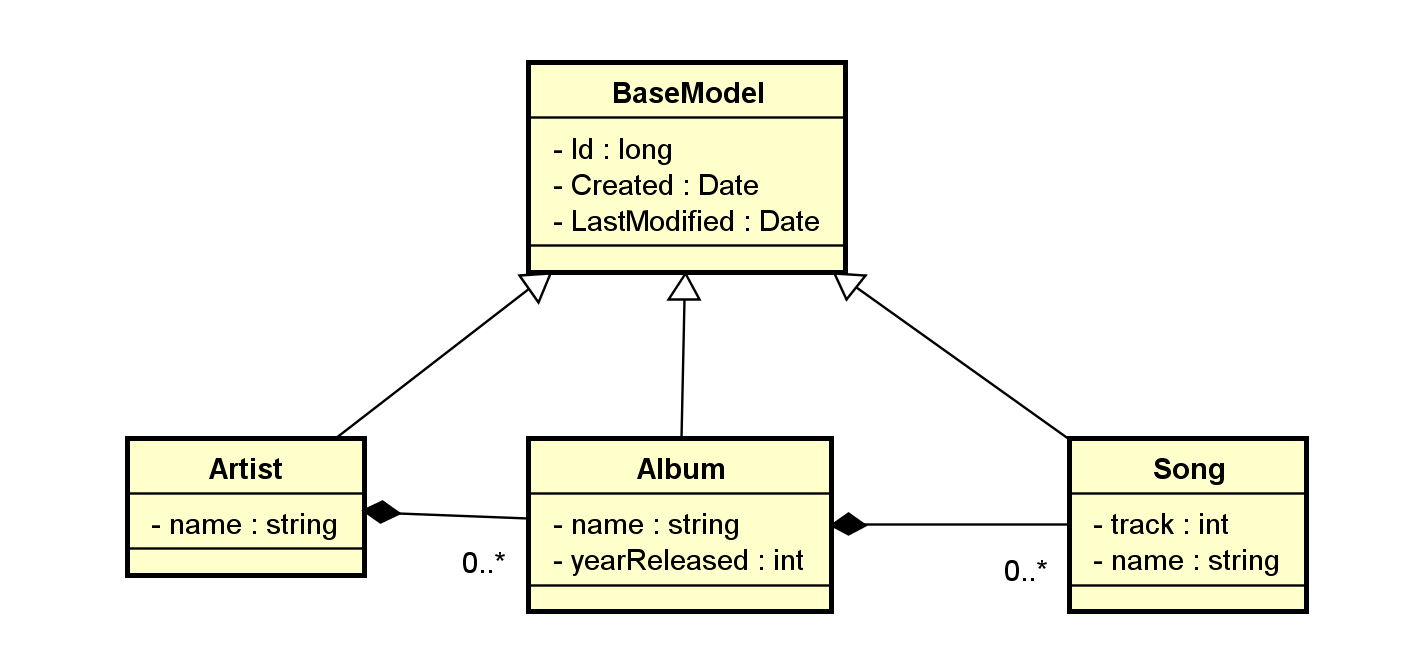 BaseModel
- Id : long
- Created : Date
- LastModified : Date
Artist
- name : string
0..*
Album
- name : string
- yearReleased : int
0..*
Song
- track : int
- name : string